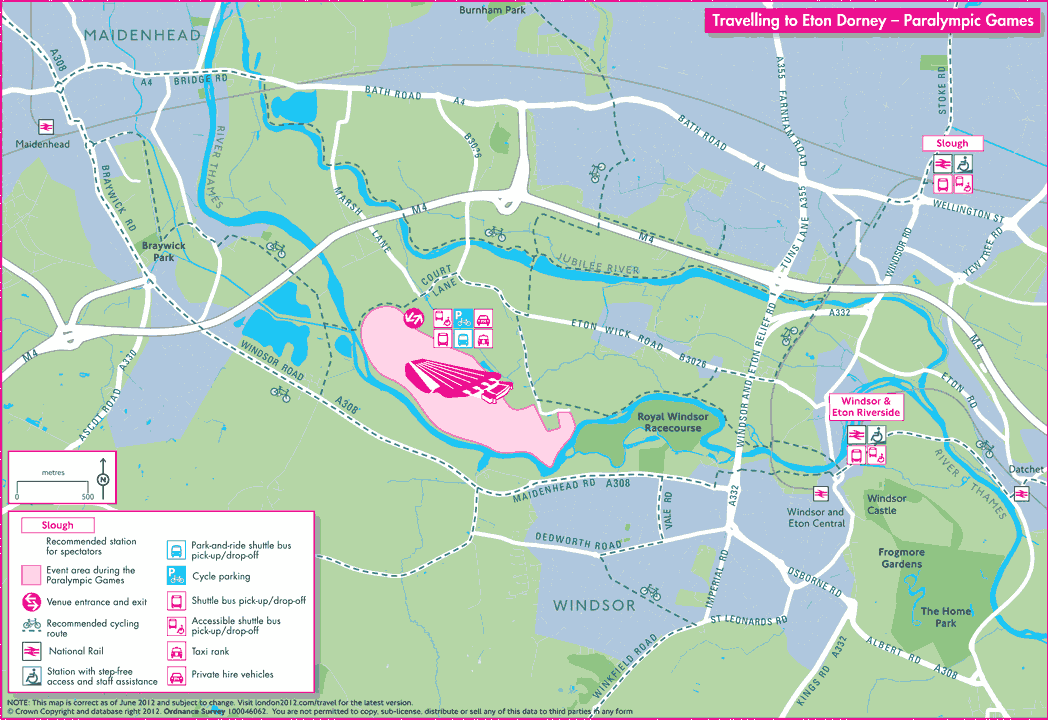 Travelling to Eton Dorney – Paralympic Games
Burnham Park
MAIDENHEAD
A308
A4
BRIDGE RD
BATH ROAD
A4
A355
FARNHAM ROAD
STOKE RD
Maidenhead
RIVER THAMES
B3026
BATH ROAD
A4
Slough
BRAYWICK RD
MARSH
LANE
M4
A355
TUNS LANE
WELLINGTON ST
WINDSOR RD
YEW TREE RD
Braywick
Park
M4
JUBILEE RIVER
COURT
LANE
P
ETON WICK ROAD
B3026
A332
M4
M4
A330
ASCOT ROAD
WINDSOR ROAD
A308
WINDSOR AND ETON RELIEF RD
ETON RD
Windsor &
Eton Riverside
Royal Windsor
Racecourse
RIVER THAMES
Datchet
MAIDENHEAD RD
A308
VALE RD
A332
Windsor and
Eton Central
Windsor
Castle
DEDWORTH ROAD
IMPERIAL RD
OSBORNE RD
Frogmore
Gardens
The Home
Park
WINDSOR
ST LEONARDS RD
WINKFIELD ROAD
KINGS RD
A332
ALBERT RD
A308
metres
0
500
N
Slough
Recommended station
for spectators
Event area during the
Paralympic Games
Venue entrance and exit
Recommended cycling
route
National Rail
Station with step-free
access and staff assistance
Park-and-ride shuttle bus
pick-up/drop-off
P
Cycle parking
Shuttle bus pick-up/drop-off
Accessible shuttle bus
pick-up/drop-off
Taxi rank
Private hire vehicles
NOTE: This map is correct as of June 2012 and subject to change. Visit london2012.com/travel for the latest version.
© Crown Copyright and database right 2012. Ordnance Survey 100046062. You are not permitted to copy, sub-license, distribute or sell any of this data to third parties in any form